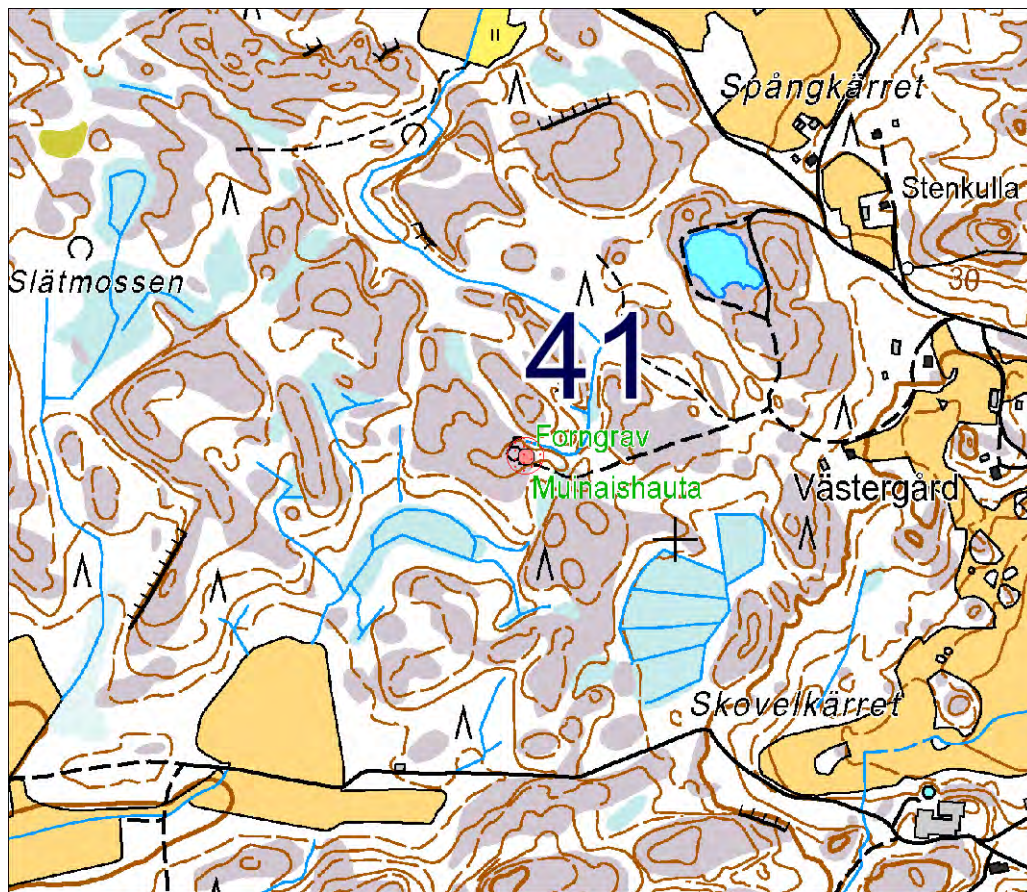 Spångkärret
Stenkulla
Slätmossen
30
41
Forngrav
Muinaishauta
Västergård
Skovelkärret